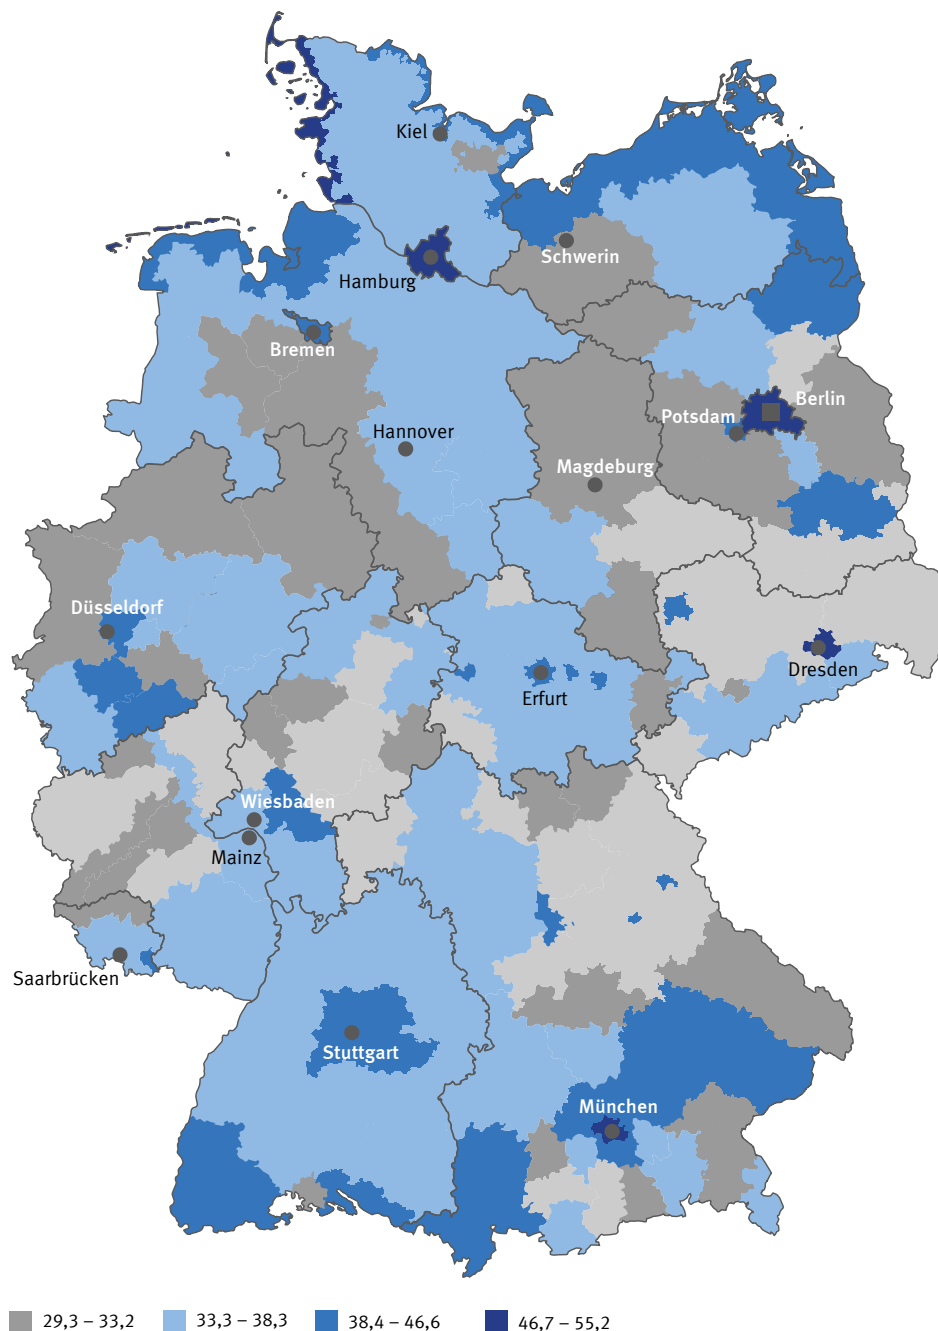 Kiel
Schwerin
Hamburg
Bremen
Berlin
Potsdam
Hannover
Magdeburg
Düsseldorf
Dresden
Erfurt
Wiesbaden
Mainz
Saarbrücken
Stuttgart
München
29,3 – 33,2 33,3 – 38,3 38,4 – 46,6 46,7 – 55,2